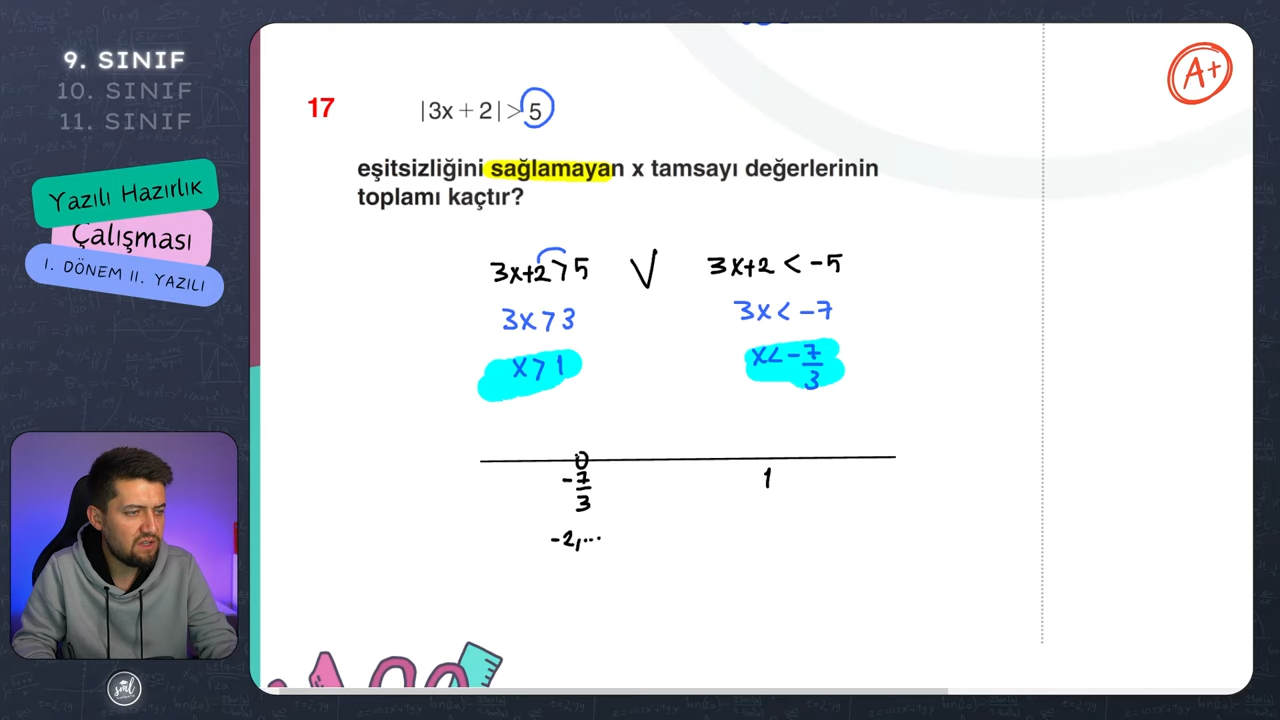 9. SINIF
10. SINIF
11. SINIF
Yazılı Hazırlık
Çalışması
I. DÖNEM II. YAZILI
A+
17 |3x + 2| > 5
eşitsizliğini sağlamayan x tamsayı değerlerinin
toplamı kaçtır?
3x+2 > 5 V 3x+2 < -5
3x > 3 3x < -7
x > 1 x < -7/3
-7/3 1
-2,...
sml